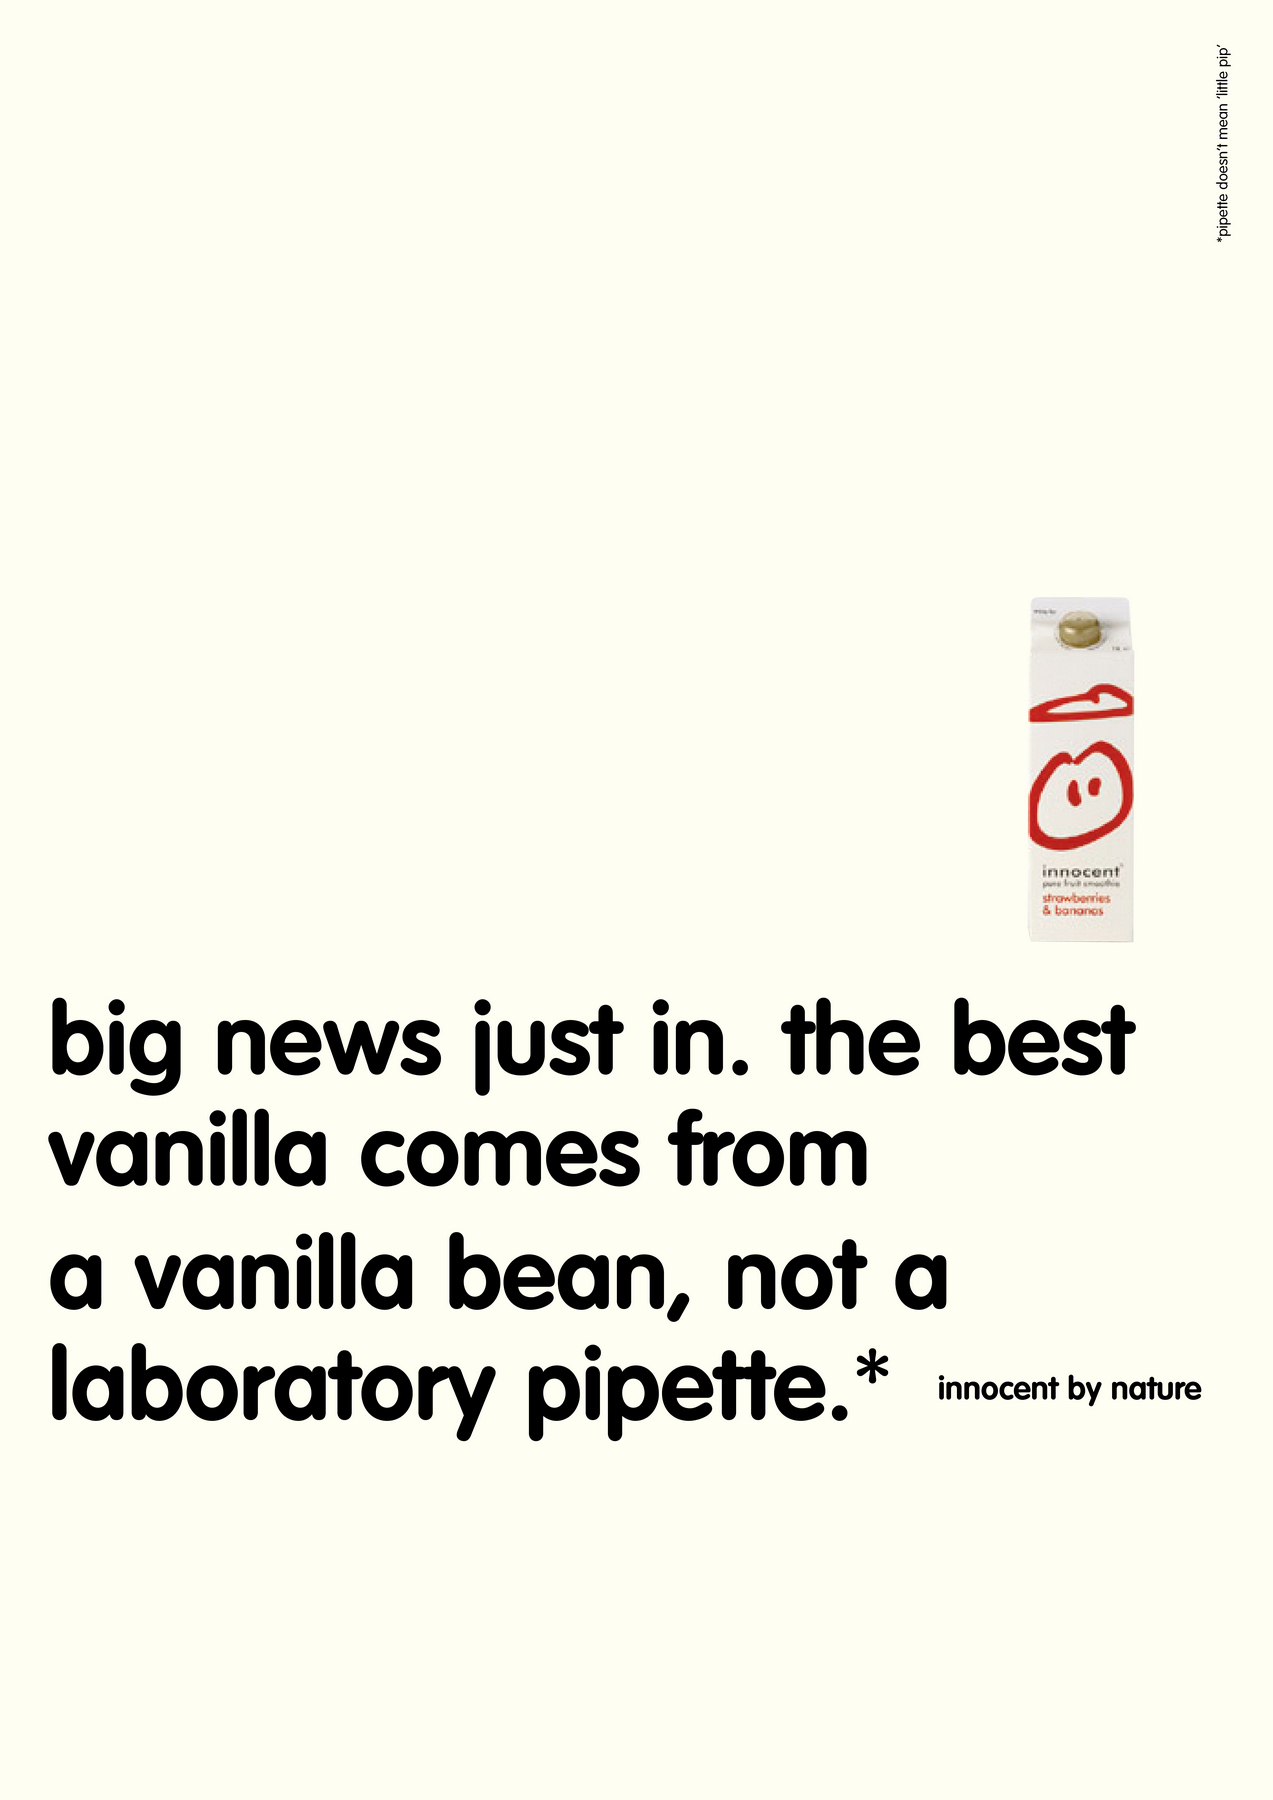 *pipette doesn't mean 'little pip'
innocent
pure fruit smoothie
strawberries
& bananas
big news just in. the best
vanilla comes from
a vanilla bean, not a
laboratory pipette.*
innocent by nature